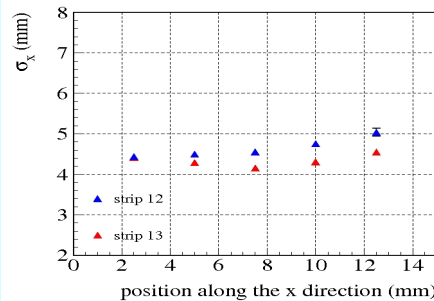 8
σx (mm)
7
6
5
4
strip 12
3
strip 13
2
0 2 4 6 8 10 12 14
position along the x direction (mm)